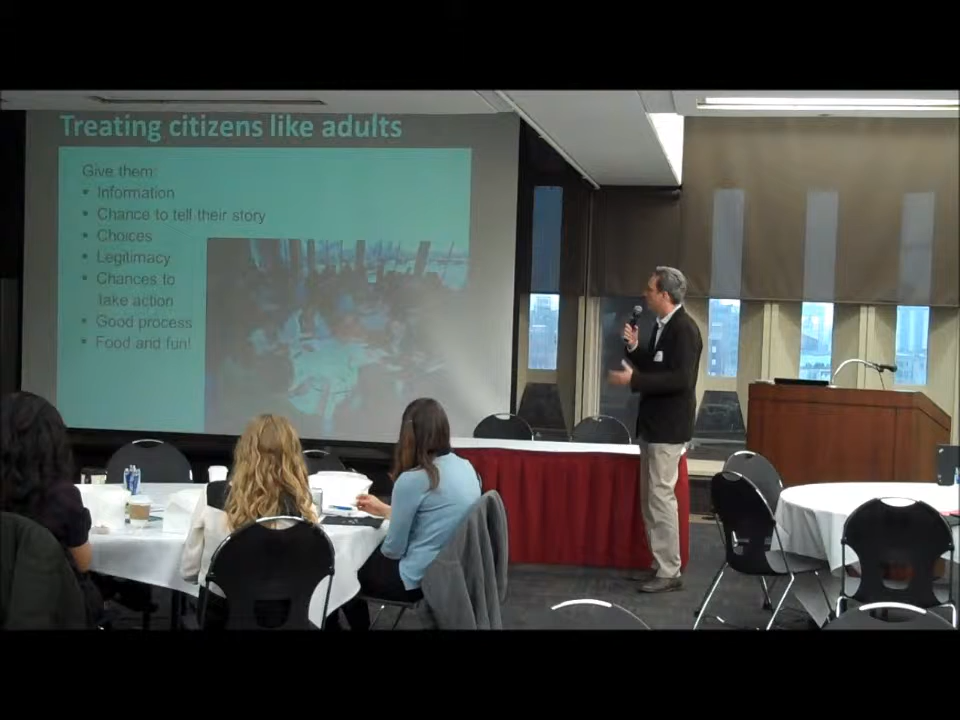 Treating citizens like adults
Give them:
• Information
• Chance to tell their story
• Choices
• Legitimacy
• Chances to
take action
• Good process
• Food and fun!